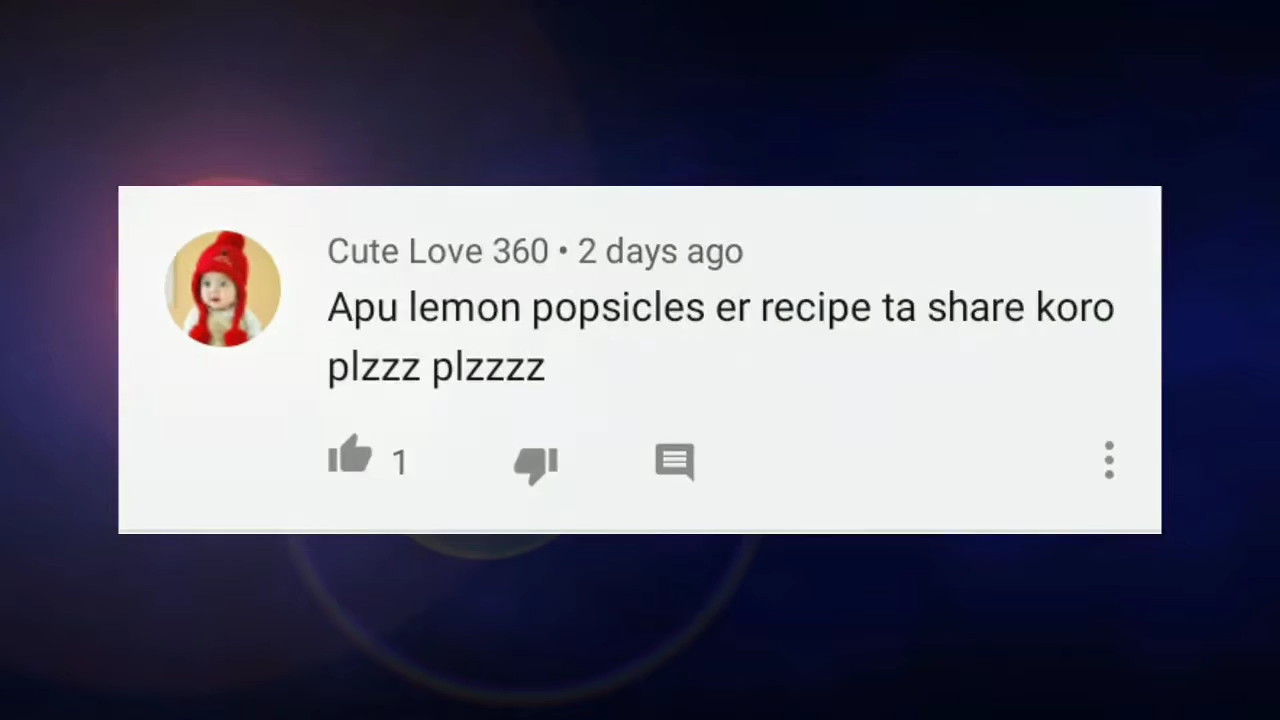 Cute Love 360 • 2 days ago
Apu lemon popsicles er recipe ta share koro
plzzz plzzzz
1